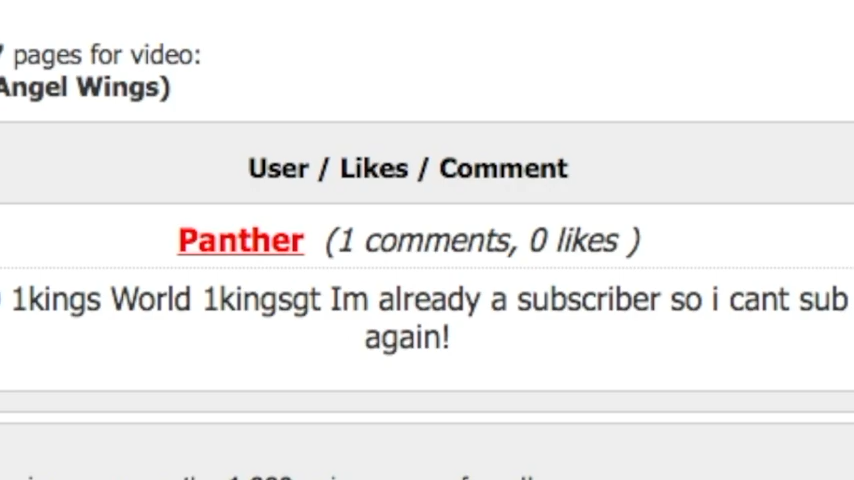 7 pages for video:
Angel Wings)
User / Likes / Comment
Panther (1 comments, 0 likes )
1kings World 1kingsgt Im already a subscriber so i cant sub
again!